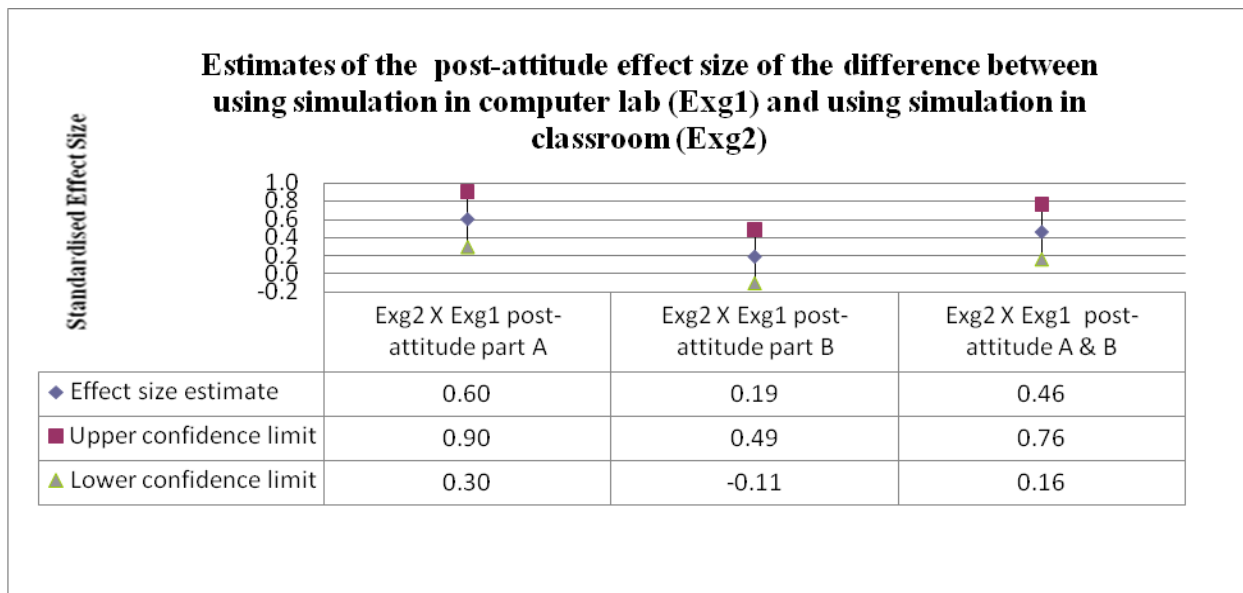 Estimates of the post-attitude effect size of the difference between
using simulation in computer lab (Exg1) and using simulation in
classroom (Exg2)
Standardised Effect Size
1.0
0.8
0.6
0.4
0.2
0.0
-0.2
Exg2 X Exg1 post-
attitude part A
Exg2 X Exg1 post-
attitude part B
Exg2 X Exg1 post-
attitude A & B
Effect size estimate 0.60 0.19 0.46
Upper confidence limit 0.90 0.49 0.76
Lower confidence limit 0.30 -0.11 0.16